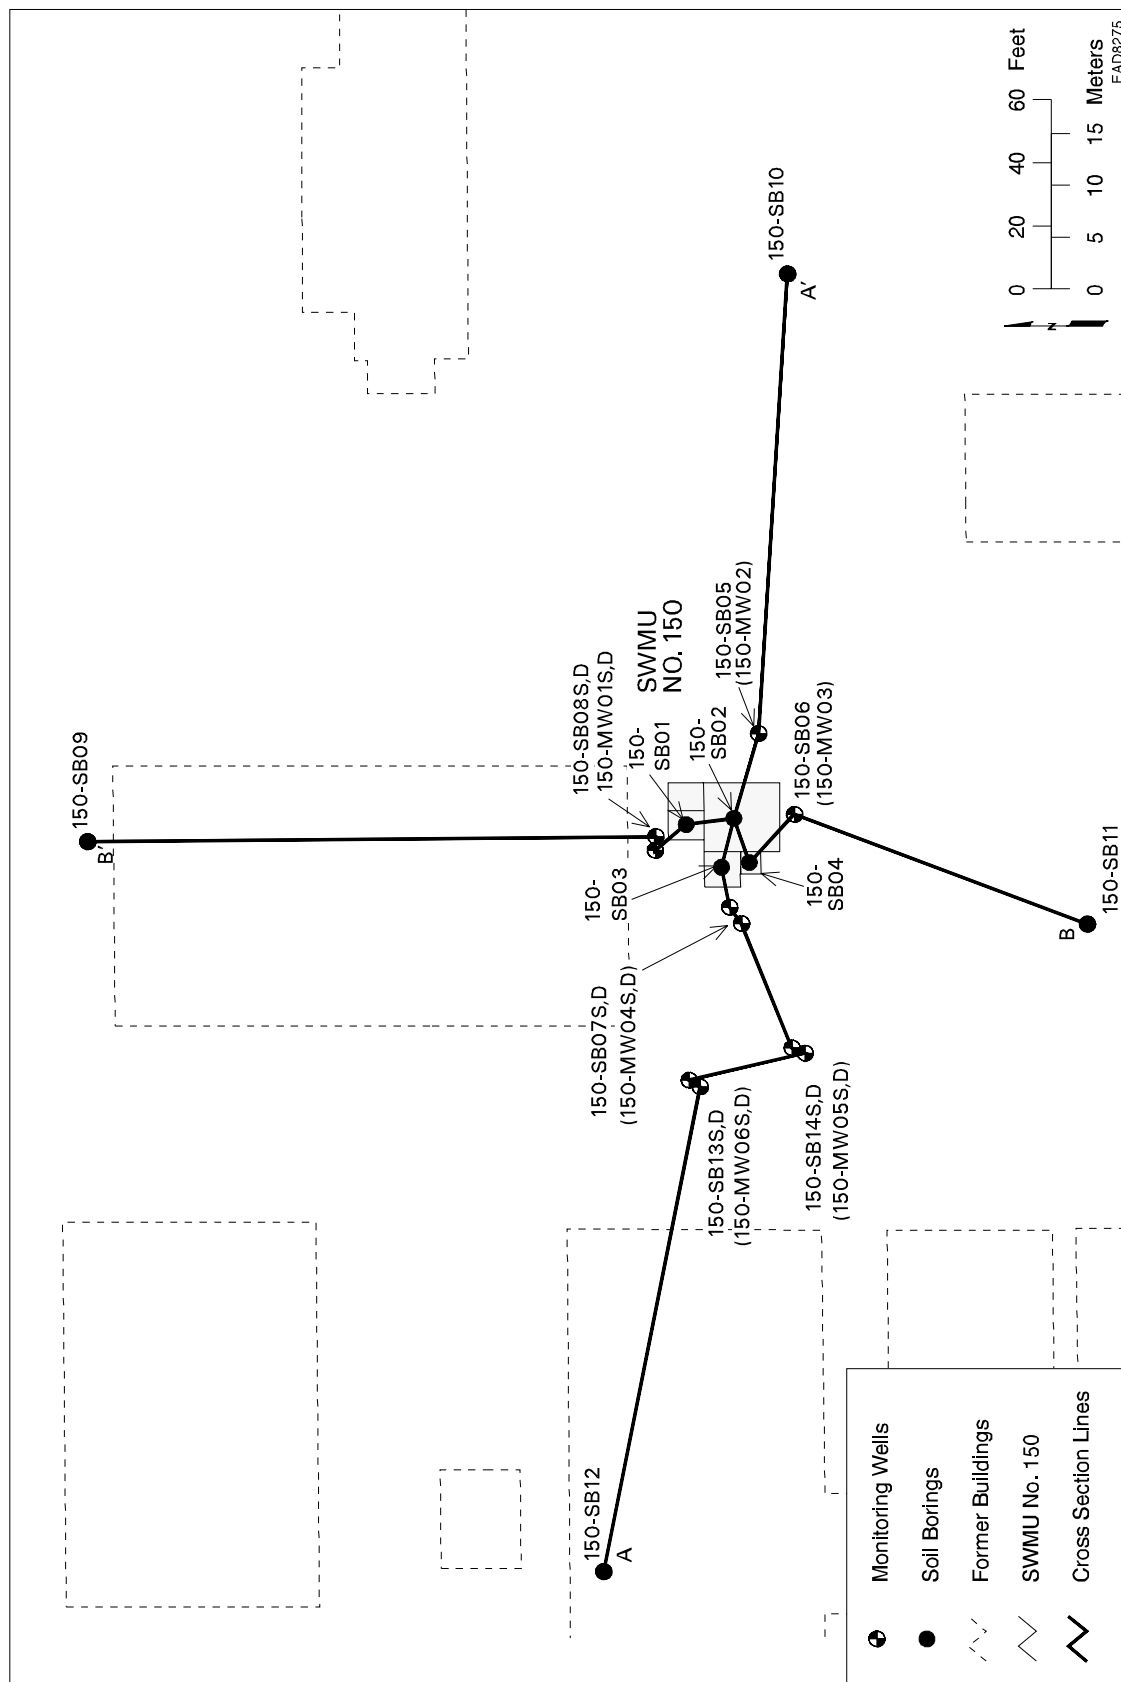 150-SB09
B'
150-SB08S,D
150-MW01S,D)
SWMU
NO. 150
150-
SB01
150-
SB02
150-SB05
(150-MW02)
150-SB10
A'
150-
SB03
150-SB07S,D
(150-MW04S,D)
150-SB06
(150-MW03)
150-
SB04
150-SB12
A
150-SB13S,D
(150-MW06S,D)
150-SB14S,D
(150-MW05S,D)
150-SB11
B
N
0 20 40 60 Feet
0 5 10 15 Meters
EAD8275
Monitoring Wells
Soil Borings
Former Buildings
SWMU No. 150
Cross Section Lines